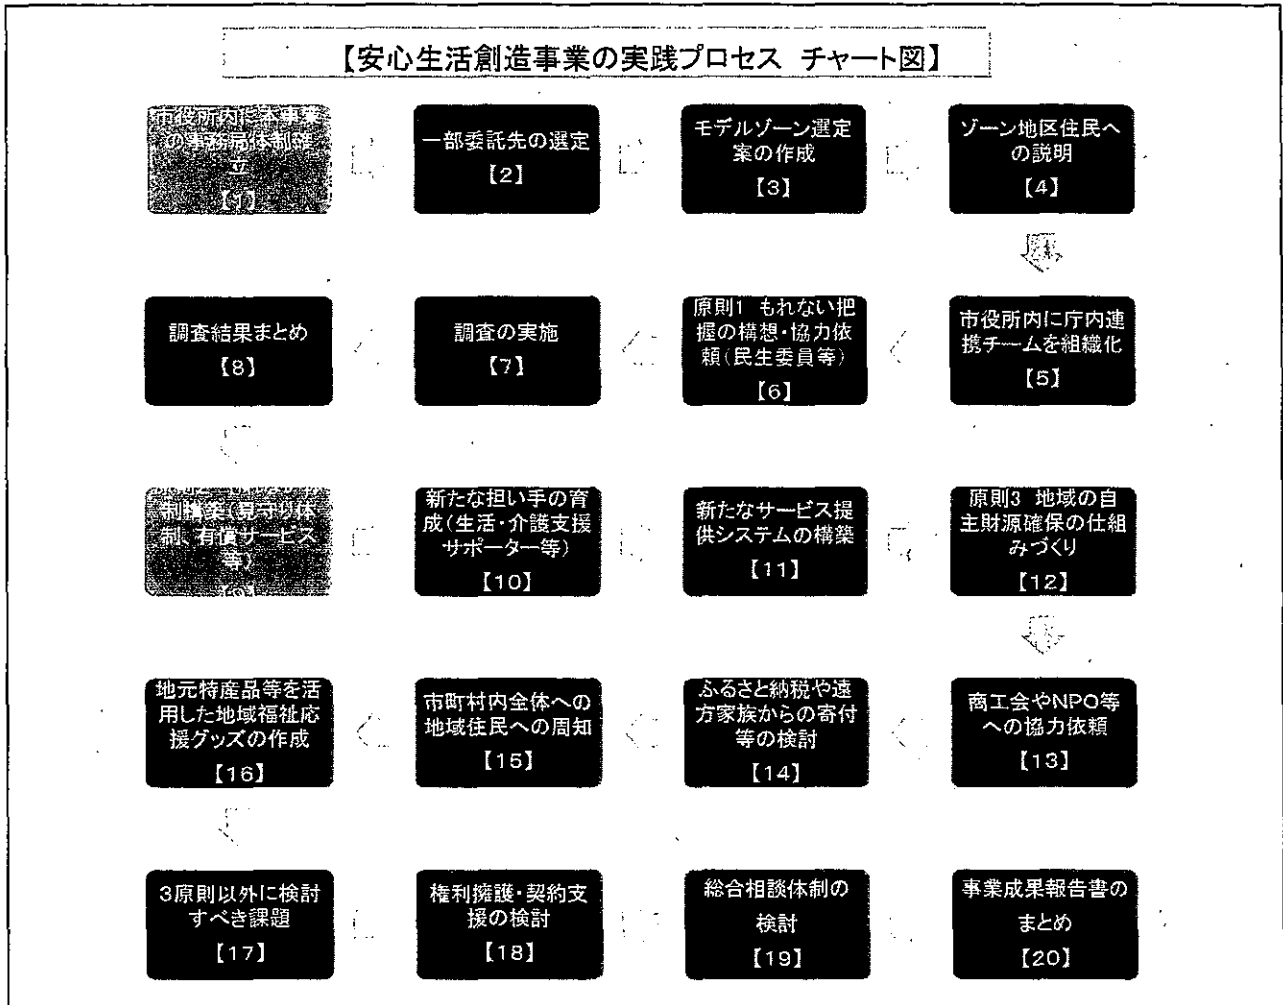 【安心生活創造事業の実践プロセス チャート図】
市役所内に本事業
の事務局体制確
立
【1】
一部委託先の選定
【2】
モデルゾーン選定
案の作成
【3】
ゾーン地区住民へ
の説明
【4】
市役所内に庁内連
携チームを組織化
【5】
原則1 もれない把
握の構想・協力依
頼(民生委員等)
【6】
調査の実施
【7】
調査結果まとめ
【8】
制構築(見守り体
制、有償サービス
等)
【9】
新たな担い手の育
成(生活・介護支援
サポーター等)
【10】
新たなサービス提
供システムの構築
【11】
原則3 地域の自
主財源確保の仕組
みづくり
【12】
商工会やNPO等
への協力依頼
【13】
ふるさと納税や遠
方家族からの寄付
等の検討
【14】
市町村内全体への
地域住民への周知
【15】
地元特産品等を活
用した地域福祉応
援グッズの作成
【16】
3原則以外に検討
すべき課題
【17】
権利擁護・契約支
援の検討
【18】
総合相談体制の
検討
【19】
事業成果報告書の
まとめ
【20】